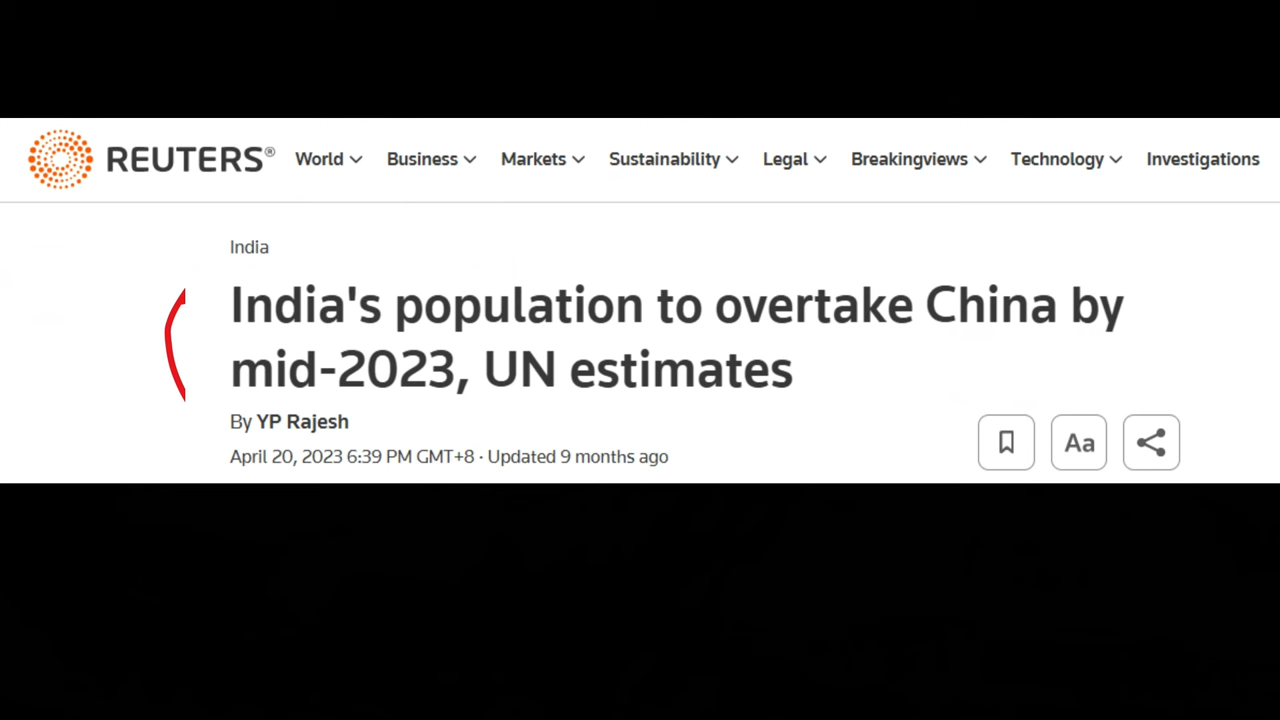 REUTERS® World Business Markets Sustainability Legal Breakingviews Technology Investigations
India
India's population to overtake China by
mid-2023, UN estimates
By YP Rajesh
April 20, 2023 6:39 PM GMT+8 · Updated 9 months ago
Aa